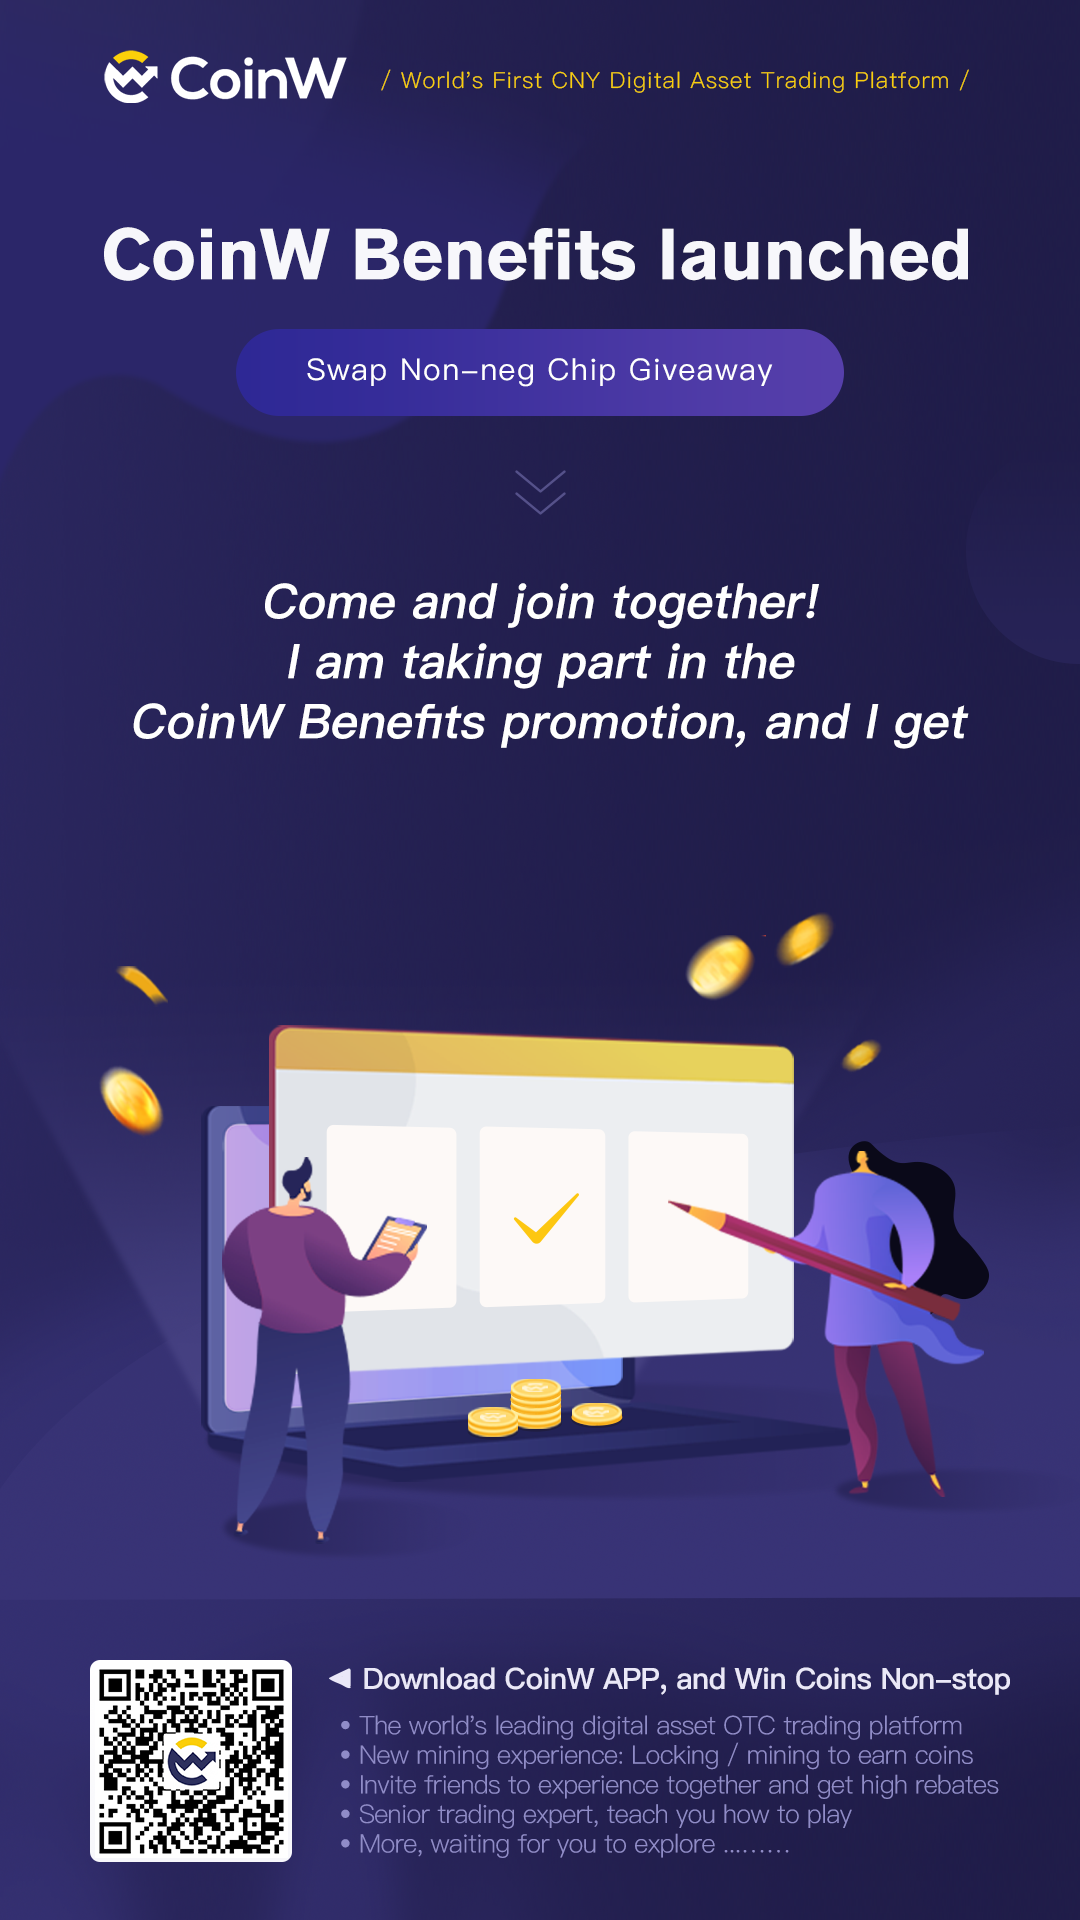 CoinW / World's First CNY Digital Asset Trading Platform /
CoinW Benefits launched
Swap Non-neg Chip Giveaway
Come and join together!
I am taking part in the
CoinW Benefits promotion, and I get
Download CoinW APP, and Win Coins Non-stop
• The world's leading digital asset OTC trading platform
• New mining experience: Locking / mining to earn coins
• Invite friends to experience together and get high rebates
• Senior trading expert, teach you how to play
• More, waiting for you to explore .........